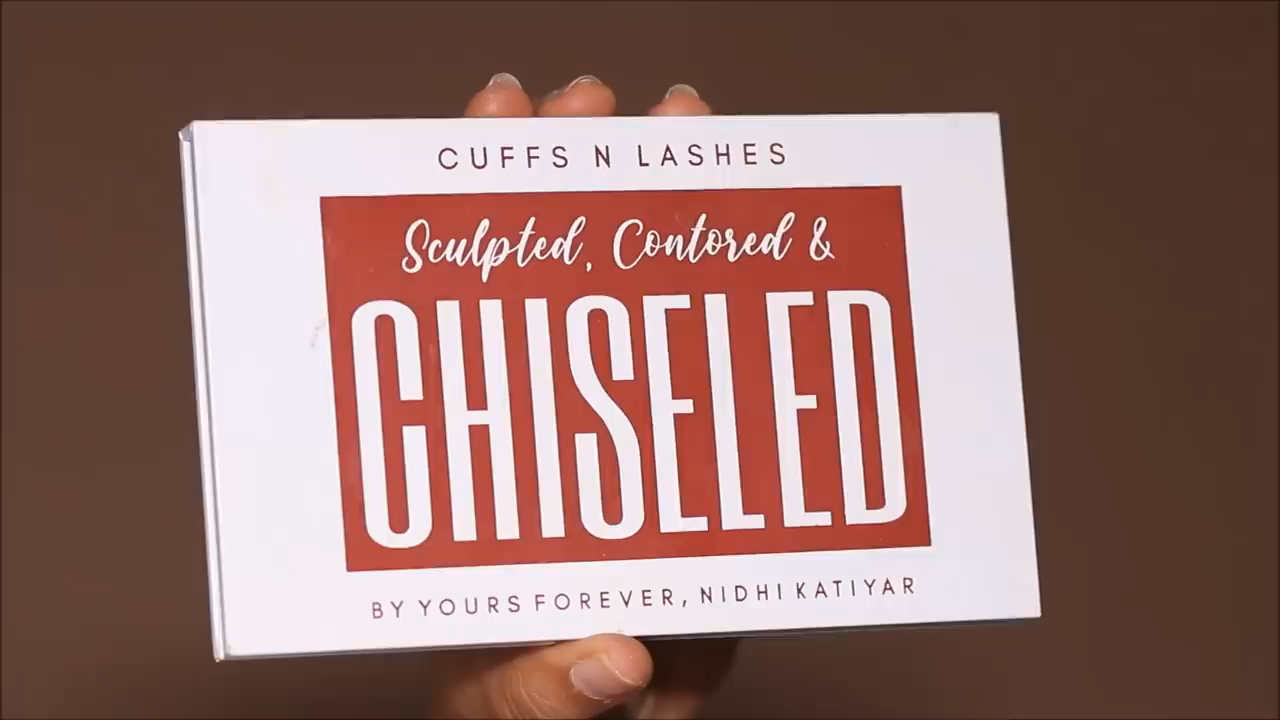 CUFFS N LASHES
Sculpted, Contored &
CHISELED
BY YOURS FOREVER, NIDHI KATIYAR